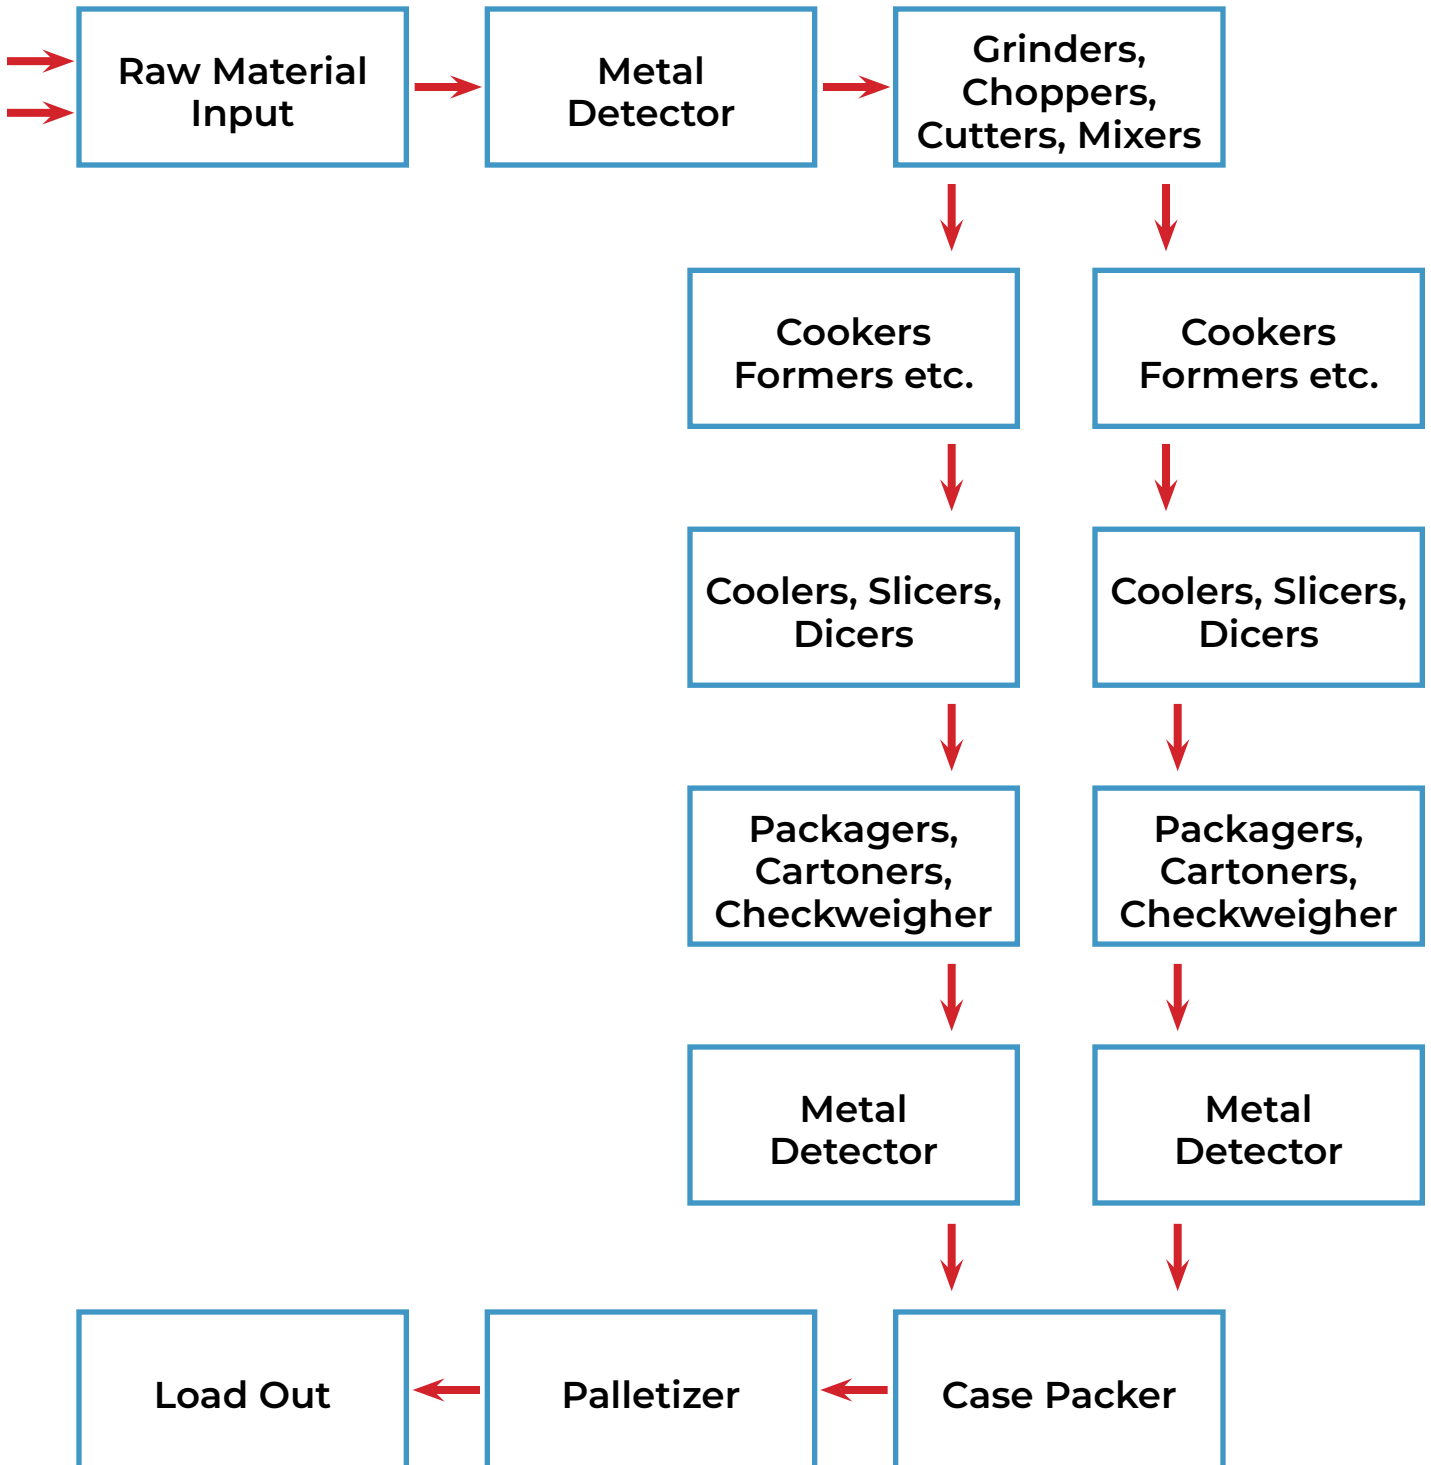 Raw Material
Input
Metal
Detector
Grinders,
Choppers,
Cutters, Mixers
Cookers
Formers etc.
Cookers
Formers etc.
Coolers, Slicers,
Dicers
Coolers, Slicers,
Dicers
Packagers,
Cartoners,
Checkweigher
Packagers,
Cartoners,
Checkweigher
Metal
Detector
Metal
Detector
Load Out
Palletizer
Case Packer